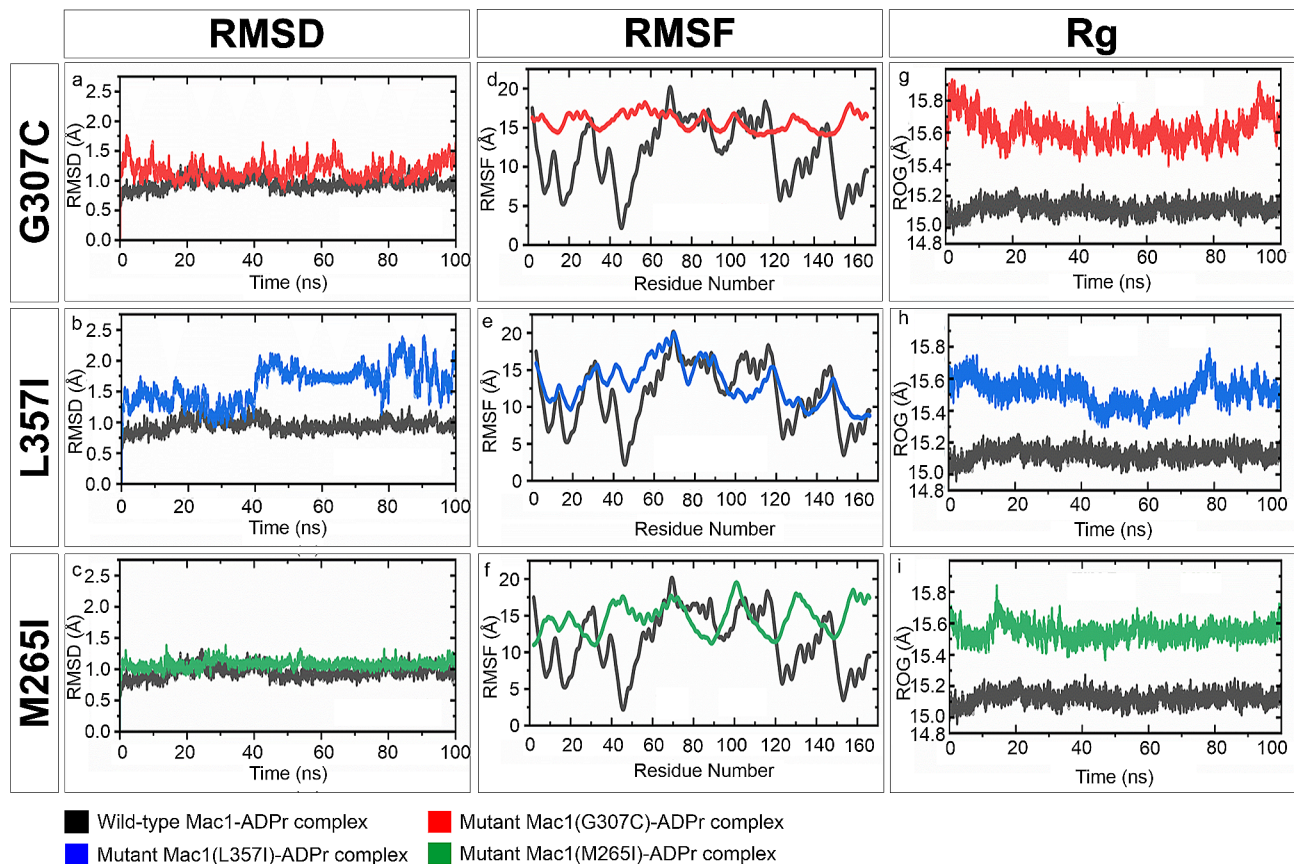 RMSD
RMSF
Rg
G307C
a
2.5
2.0
1.5
1.0
0.5
0.0
RMSD (Å)
0 20 40 60 80 100
Time (ns)
d
20
15
10
5
0
RMSF (Å)
0 20 40 60 80 100 120 140 160
Residue Number
g
15.8
15.6
15.4
15.2
15.0
14.8
ROG (Å)
0 20 40 60 80 100
Time (ns)
L357I
b
2.5
2.0
1.5
1.0
0.5
0.0
RMSD (Å)
0 20 40 60 80 100
Time (ns)
e
20
15
10
5
0
RMSF (Å)
0 20 40 60 80 100 120 140 160
Residue Number
h
15.8
15.6
15.4
15.2
15.0
14.8
ROG (Å)
0 20 40 60 80 100
Time (ns)
M265I
c
2.5
2.0
1.5
1.0
0.5
0.0
RMSD (Å)
0 20 40 60 80 100
Time (ns)
f
20
15
10
5
0
RMSF (Å)
0 20 40 60 80 100 120 140 160
Residue Number
i
15.8
15.6
15.4
15.2
15.0
14.8
ROG (Å)
0 20 40 60 80 100
Time (ns)
Wild-type Mac1-ADPr complex
Mutant Mac1(G307C)-ADPr complex
Mutant Mac1(L357I)-ADPr complex
Mutant Mac1(M265I)-ADPr complex